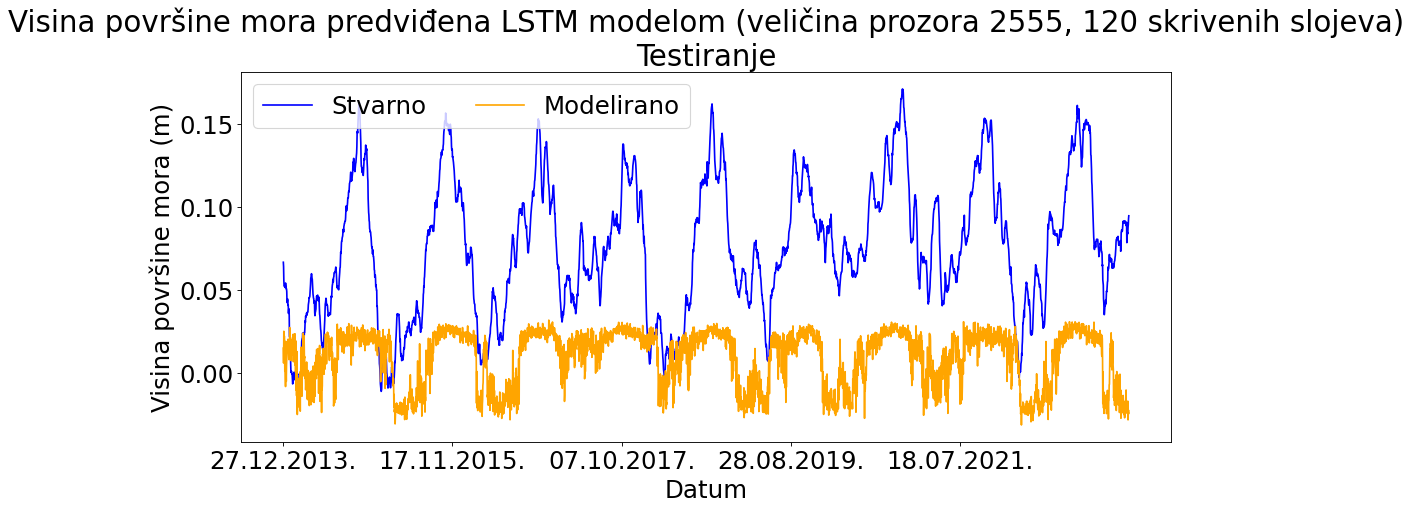 Visina površine mora predviđena LSTM modelom (veličina prozora 2555, 120 skrivenih slojeva)
Testiranje
Stvarno Modelirano
Visina površine mora (m)
0.15
0.10
0.05
0.00
27.12.2013. 17.11.2015. 07.10.2017. 28.08.2019. 18.07.2021.
Datum